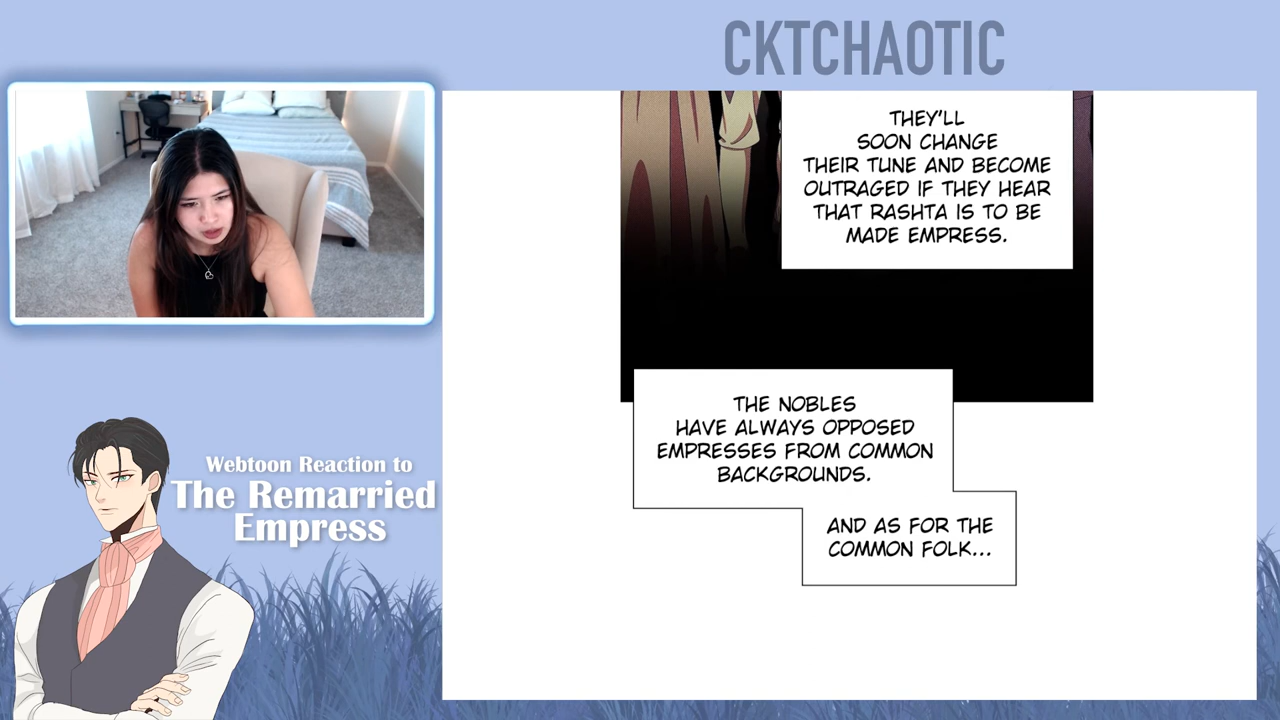 CKTCHAOTIC
THEY'LL
SOON CHANGE
THEIR TUNE AND BECOME
OUTRAGED IF THEY HEAR
THAT RASHTA IS TO BE
MADE EMPRESS.
THE NOBLES
HAVE ALWAYS OPPOSED
EMPRESSES FROM COMMON
BACKGROUNDS.
AND AS FOR THE
COMMON FOLK...
Webtoon Reaction to
The Remarried
Empress